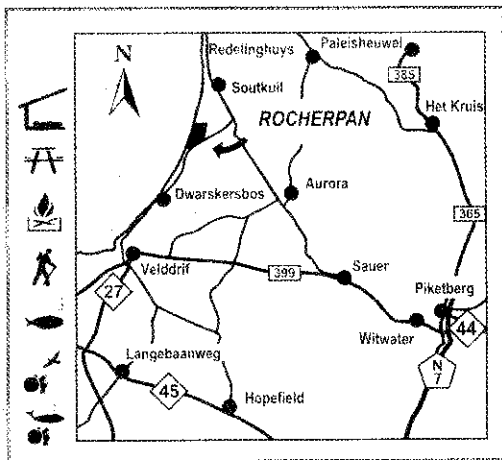 N
Redelinghuys
Paleisheuwel
Soutkuil
385
ROCHERPAN
Het Kruis
Aurora
Dwarskersbos
365
Velddrif
399
Sauer
27
Piketberg
Witwater
44
Langebaanweg
N
7
45
Hopefield